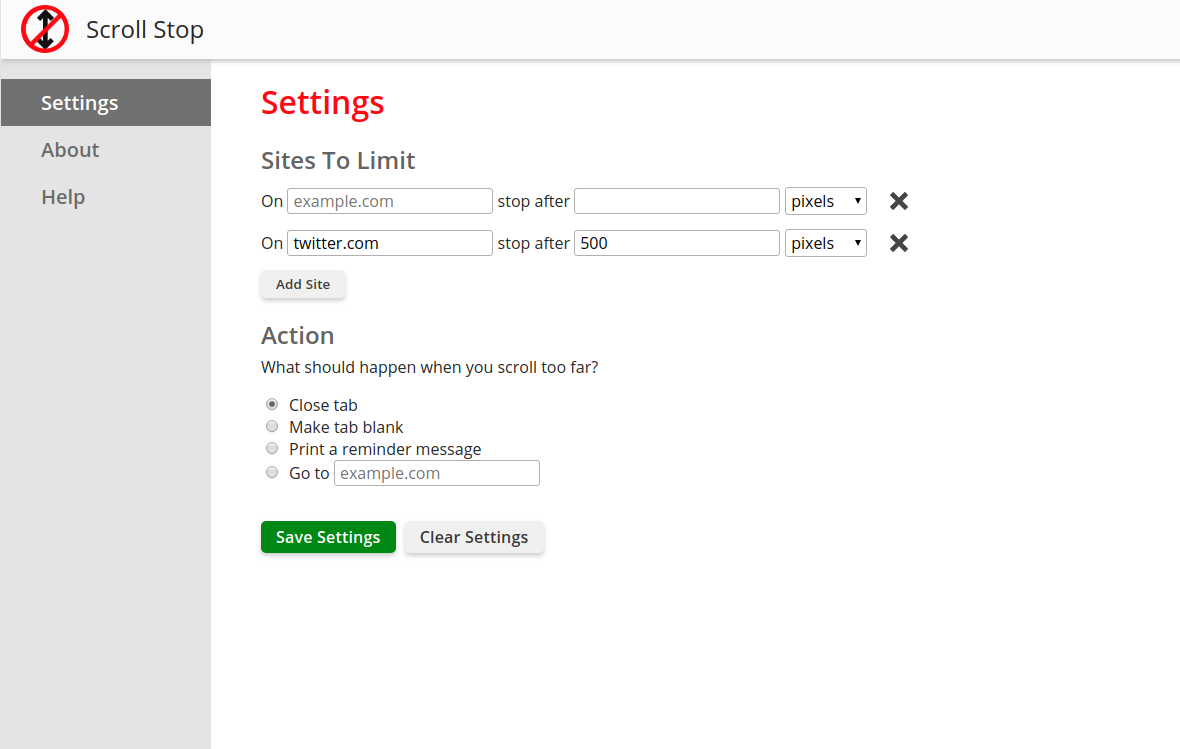 Scroll Stop
Settings
About
Help
Settings
Sites To Limit
On example.com stop after pixels
On twitter.com stop after 500 pixels
Add Site
Action
What should happen when you scroll too far?
Close tab
Make tab blank
Print a reminder message
Go to example.com
Save Settings Clear Settings